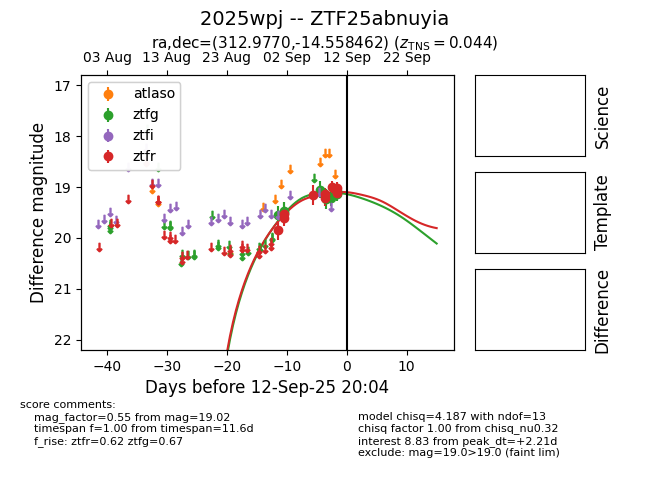 2025wpj -- ZTF25abnuyia
ra,dec=(312.9770,-14.558462) (z_TNS = 0.044)
03 Aug 13 Aug 23 Aug 02 Sep 12 Sep 22 Sep
atlaso
ztfg
ztfi
ztfr
17
18
19
20
21
22
Difference magnitude
−40 −30 −20 −10 0 10
Days before 12-Sep-25 20:04
Science
Template
Difference
score comments:
mag_factor=0.55 from mag=19.02
timespan f=1.00 from timespan=11.6d
f_rise: ztfr=0.62 ztfg=0.67
model chisq=4.187 with ndof=13
chisq factor 1.00 from chisq_nu0.32
interest 8.83 from peak_dt=+2.21d
exclude: mag=19.0>19.0 (faint lim)